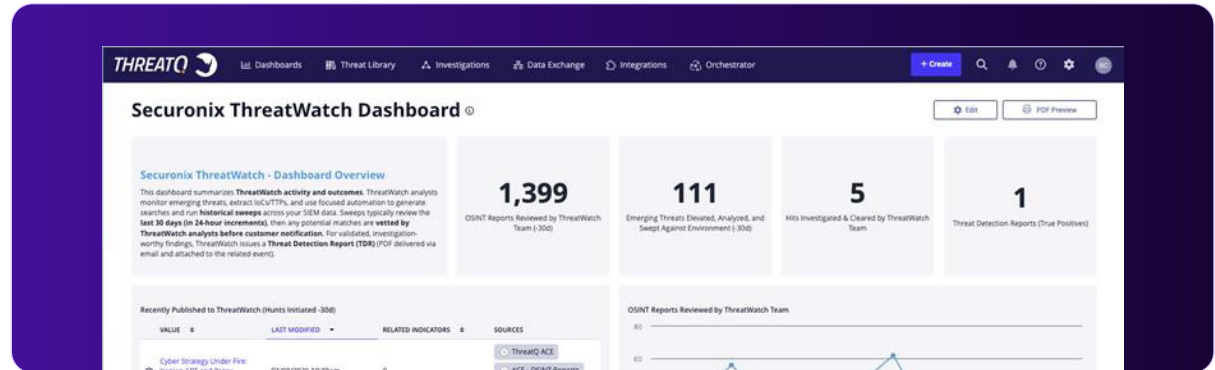 THREATQ
Dashboards
Threat Library
Investigations
Data Exchange
Integrations
Orchestrator
+ Create
Securonix ThreatWatch Dashboard
Edit
PDF Preview
Securonix ThreatWatch - Dashboard Overview
This dashboard summarizes ThreatWatch activity and outcomes. ThreatWatch analysts
monitor emerging threats, extract IoCs/TTPs, and use focused automation to generate
searches and run historical sweeps across your SIEM data. Sweeps typically review the
last 30 days (in 24-hour increments), then any potential matches are vetted by
ThreatWatch analysts before customer notification. For validated, investigation-
worthy findings, ThreatWatch issues a Threat Detection Report (TDR) (PDF delivered via
email and attached to the related event).
1,399
OSINT Reports Reviewed by ThreatWatch
Team (-30d)
111
Emerging Threats Elevated, Analyzed, and
Swept Against Environment (-30d)
5
Hits Investigated & Cleared by ThreatWatch
Team
1
Threat Detection Reports (True Positives)
Recently Published to ThreatWatch (Hunts Initiated -30d)
VALUE
LAST MODIFIED
RELATED INDICATORS
SOURCES
Cyber Strategy Under Fire:
ThreatQ ACE
ACE - OSINT Reports
OSINT Reports Reviewed by ThreatWatch Team
80
60